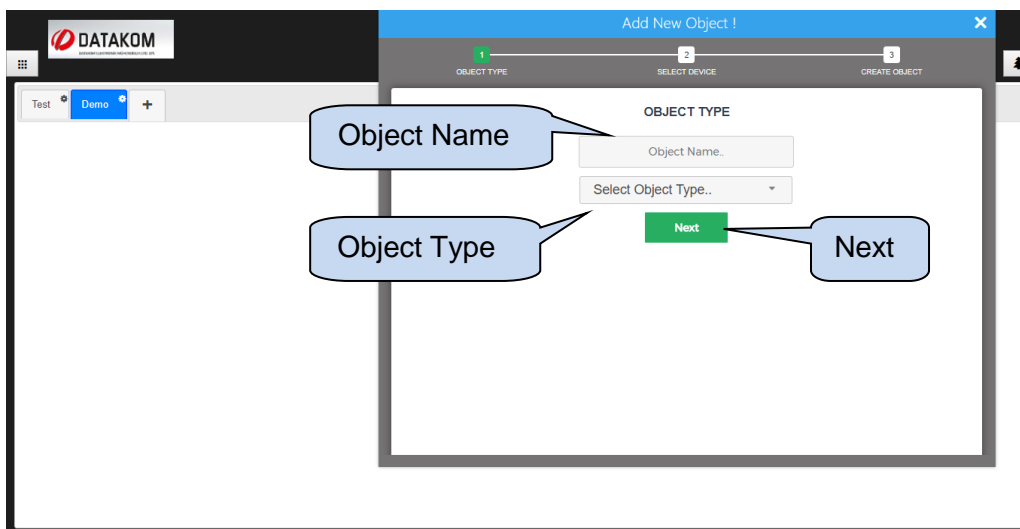 Add New Object !
DATAKOM
1
2
3
OBJECT TYPE
SELECT DEVICE
CREATE OBJECT
Test
Demo
+
OBJECT TYPE
Object Name
Object Name..
Select Object Type..
Next
Object Type
Next